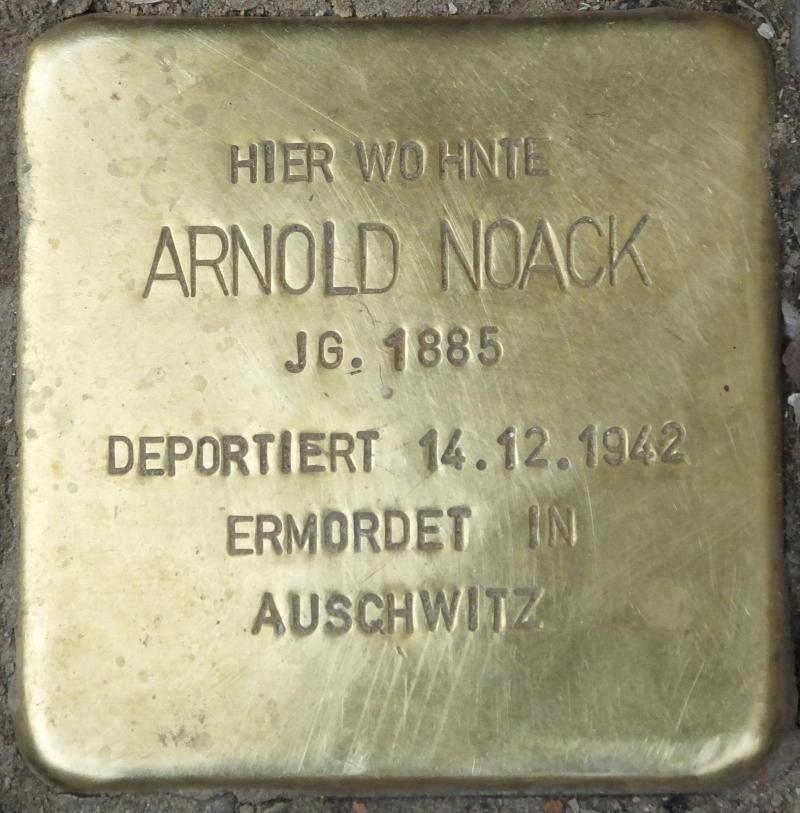 HIER WOHNTE
ARNOLD NOACK
JG. 1885
DEPORTIERT 14.12.1942
ERMORDET IN
AUSCHWITZ